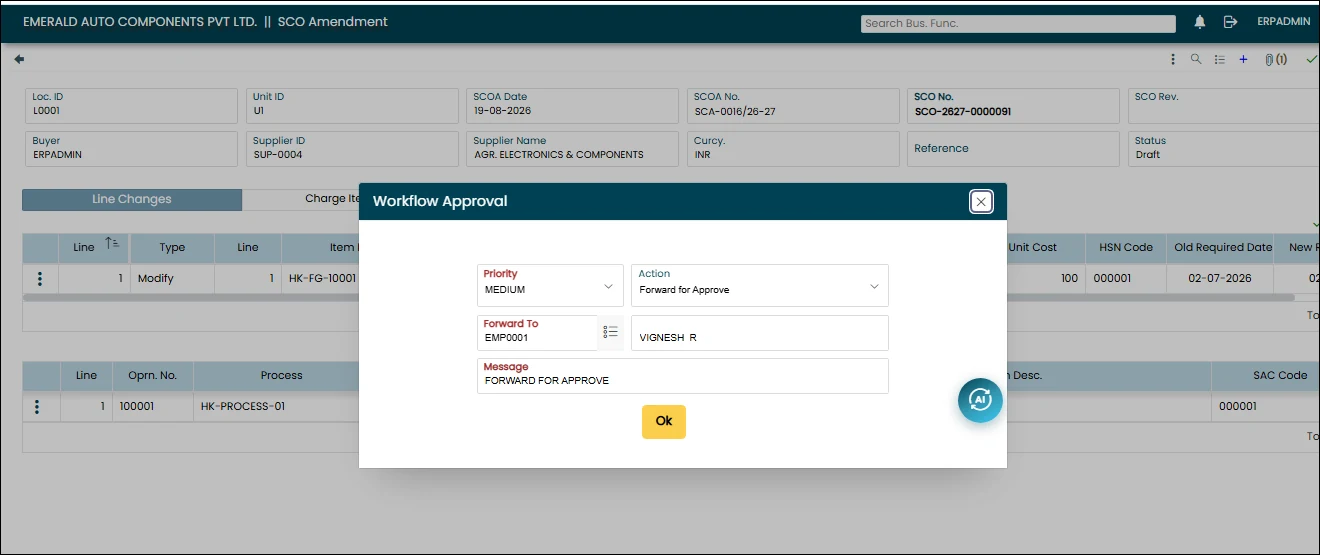 EMERALD AUTO COMPONENTS PVT LTD. || SCO Amendment
Search Bus. Func.
ERPADMIN
(1)
Loc. ID
L0001
Unit ID
U1
SCOA Date
19-08-2026
SCOA No.
SCA-0016/26-27
SCO No.
SCO-2627-0000091
SCO Rev.
Buyer
ERPADMIN
Supplier ID
SUP-0004
Supplier Name
AGR. ELECTRONICS & COMPONENTS
Curcy.
INR
Reference
Status
Draft
Line Changes
Charge Ite
Workflow Approval
Line Type Line Item Unit Cost HSN Code Old Required Date New
1 Modify 1 HK-FG-10001 100 000001 02-07-2026 02
To
Priority
MEDIUM
Action
Forward for Approve
Forward To
EMP0001
VIGNESH R
Message
FORWARD FOR APPROVE
Ok
AI
Line Oprn. No. Process Desc. SAC Code
1 100001 HK-PROCESS-01 000001
To